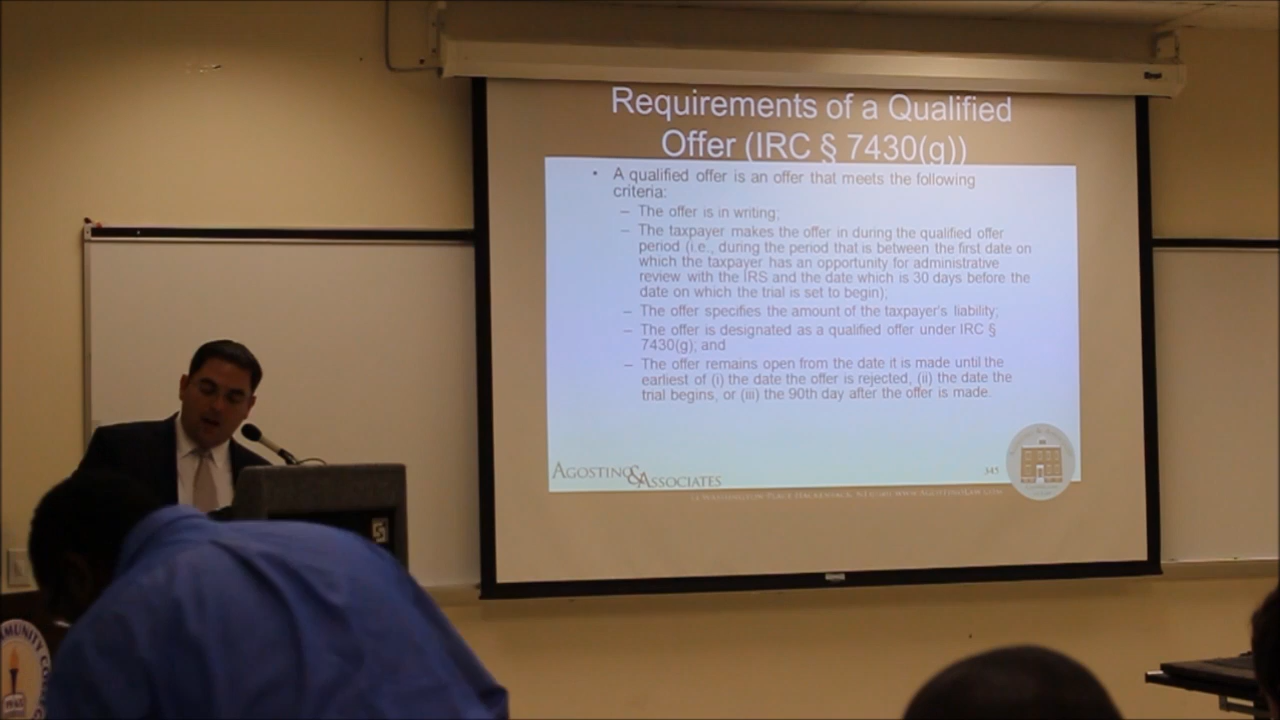 Requirements of a Qualified
Offer (IRC § 7430(g))
• A qualified offer is an offer that meets the following
criteria:
– The offer is in writing;
– The taxpayer makes the offer in during the qualified offer
period (i.e., during the period that is between the first date on
which the taxpayer has an opportunity for administrative
review with the IRS and the date which is 30 days before the
date on which the trial is set to begin);
– The offer specifies the amount of the taxpayer's liability;
– The offer is designated as a qualified offer under IRC §
7430(g); and
– The offer remains open from the date it is made until the
earliest of (i) the date the offer is rejected, (ii) the date the
trial begins, or (iii) the 90th day after the offer is made.
AGOSTINO & ASSOCIATES
345
WASHINGTON PLACE HACKENSACK,